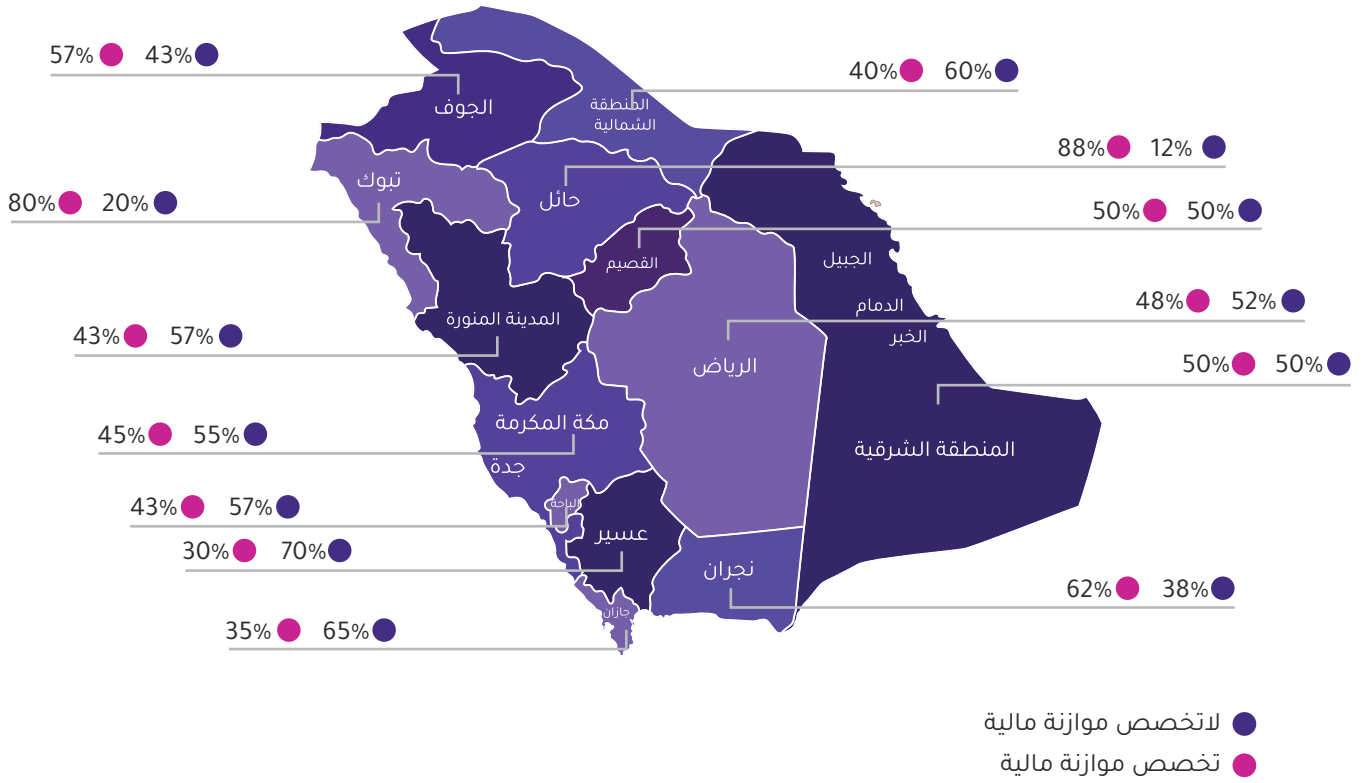 57% 43%
40% 60%
الجوف
المنطقة
الشمالية
88% 12%
تبوك
حائل
80% 20%
50% 50%
القصيم
الجبيل
48% 52%
الدمام
المدينة المنورة
43% 57%
الخبر
الرياض
50% 50%
مكة المكرمة
45% 55%
المنطقة الشرقية
جدة
الباحة
43% 57%
عسير
30% 70%
نجران
62% 38%
جازان
35% 65%
لاتخصص موازنة مالية
تخصص موازنة مالية